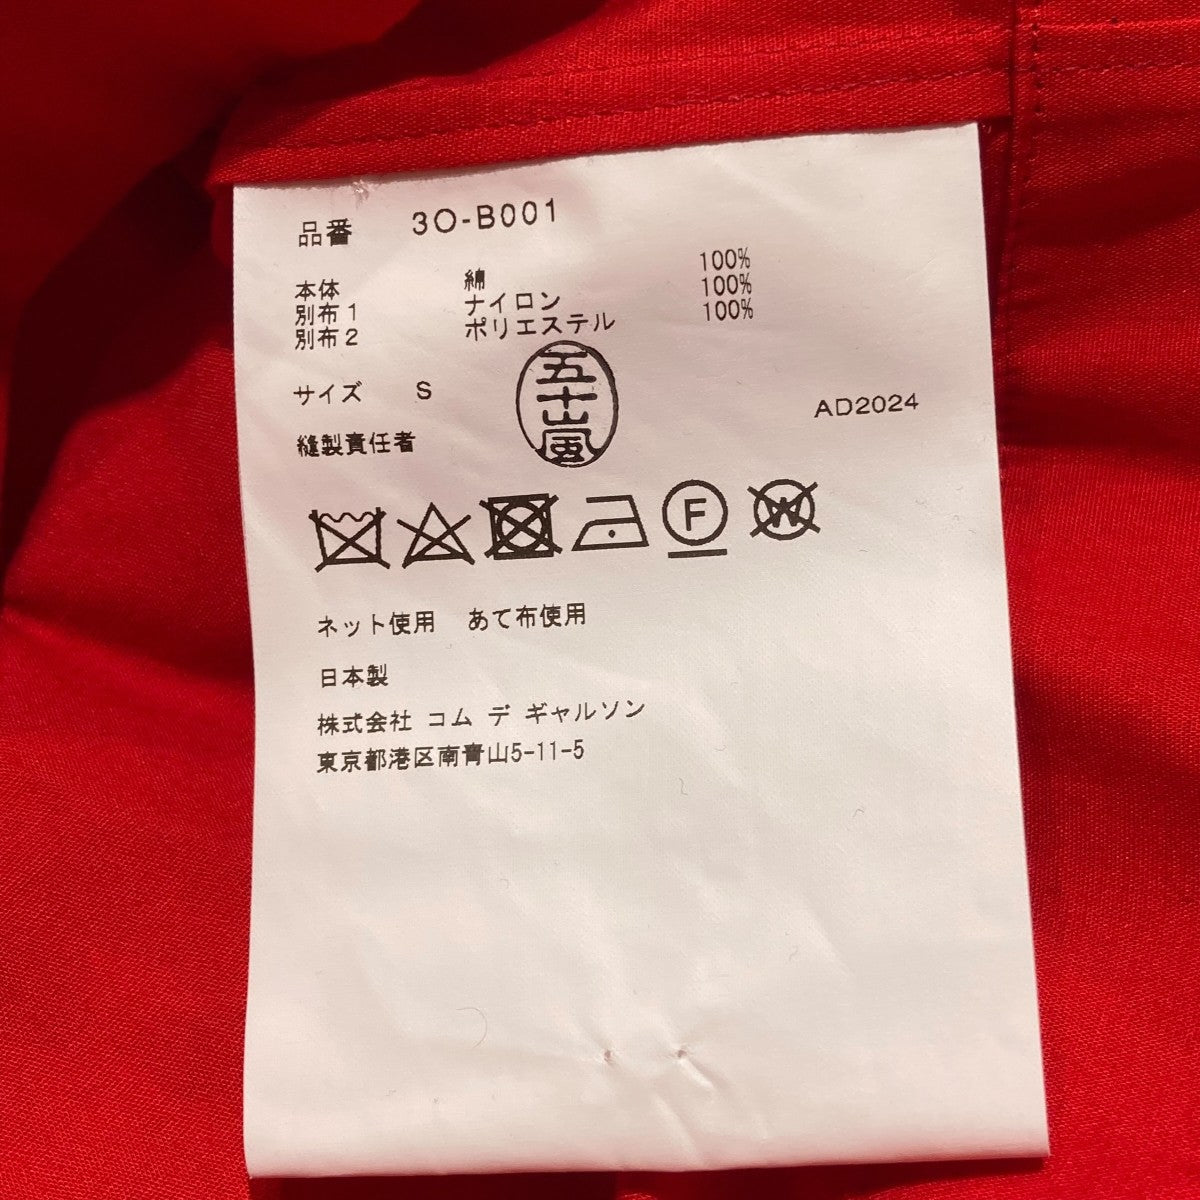 品番 3O-B001
本体 綿 100%
別布1 ナイロン 100%
別布2 ポリエステル 100%
サイズ S
五十嵐
AD2024
縫製責任者
F
W
ネット使用 あて布使用
日本製
株式会社 コム デ ギャルソン
東京都港区南青山5-11-5